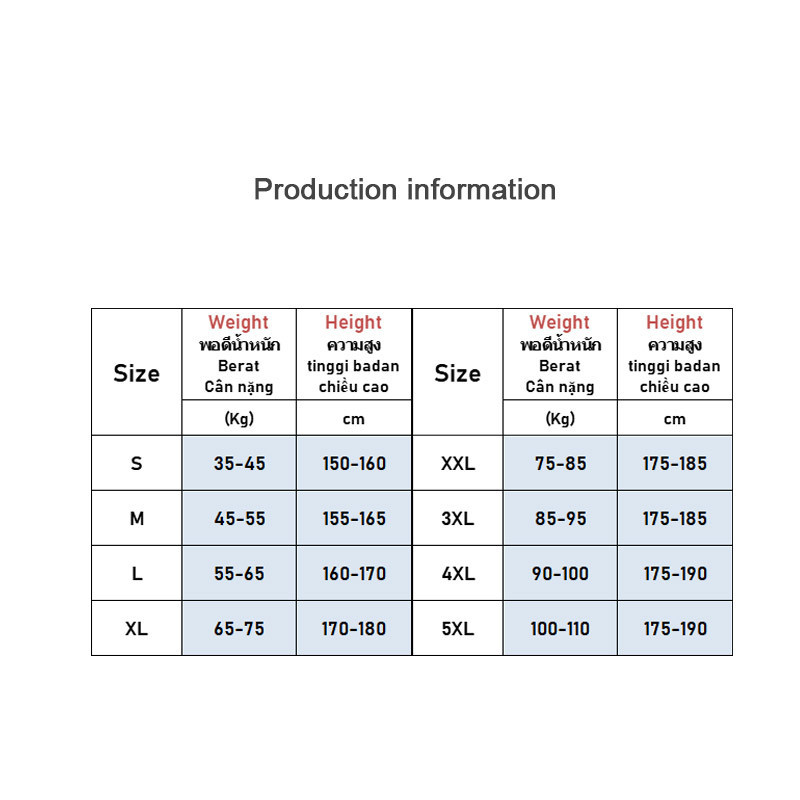 Production information
Size
Weight
พอดีน้ำหนัก
Berat
Cân nặng
(Kg)
Height
ความสูง
tinggi badan
chiều cao
cm
Size
Weight
พอดีน้ำหนัก
Berat
Cân nặng
(Kg)
Height
ความสูง
tinggi badan
chiều cao
cm
S 35-45 150-160 XXL 75-85 175-185
M 45-55 155-165 3XL 85-95 175-185
L 55-65 160-170 4XL 90-100 175-190
XL 65-75 170-180 5XL 100-110 175-190